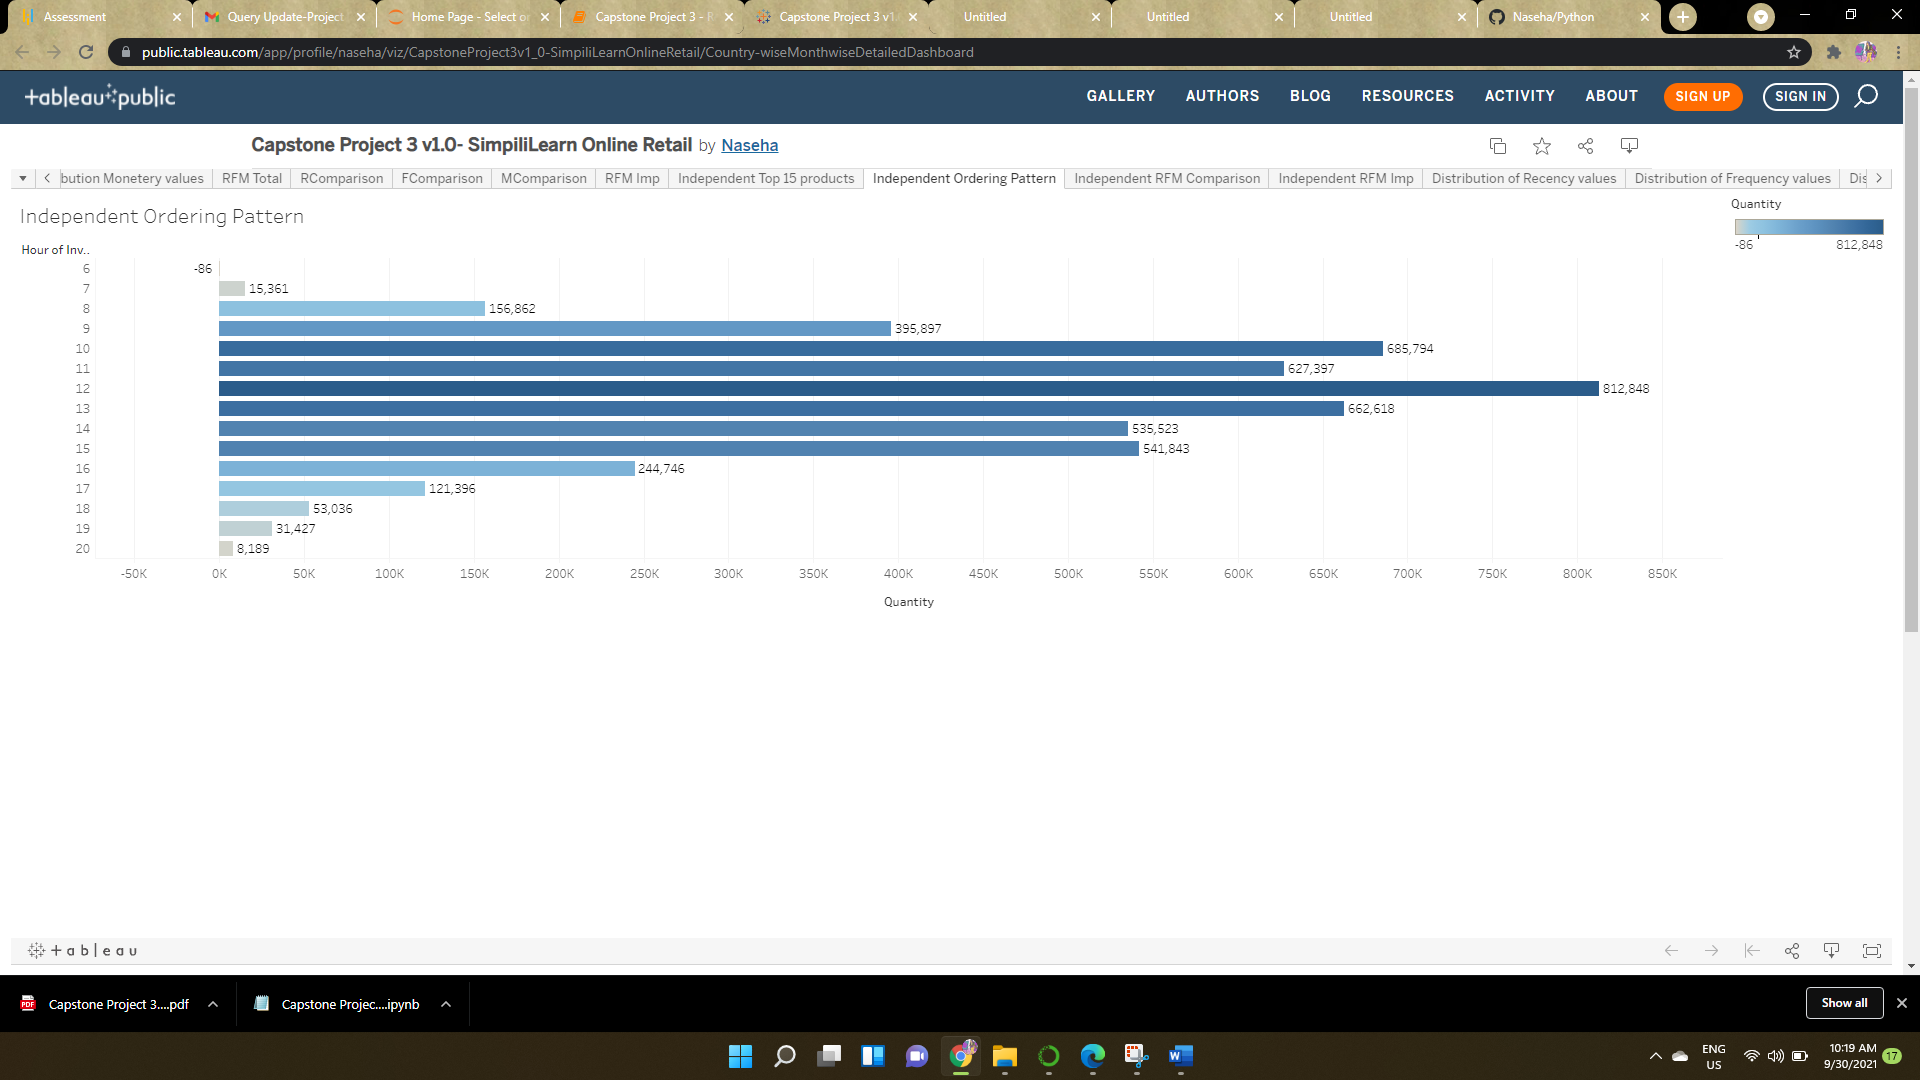 Assessment
Query Update-Project
Home Page - Select or
Capstone Project 3 - R
Capstone Project 3 v1.
Untitled
Untitled
Untitled
Naseha/Python
public.tableau.com/app/profile/naseha/viz/CapstoneProject3v1_0-SimpiliLearnOnlineRetail/Country-wiseMonthwiseDetailedDashboard
+ableau public
GALLERY AUTHORS BLOG RESOURCES ACTIVITY ABOUT SIGN UP SIGN IN
Capstone Project 3 v1.0- SimpiliLearn Online Retail by Naseha
bution Monetery values RFM Total RComparison FComparison MComparison RFM Imp Independent Top 15 products Independent Ordering Pattern Independent RFM Comparison Independent RFM Imp Distribution of Recency values Distribution of Frequency values Dis
Independent Ordering Pattern
Quantity
-86 812,848
Hour of Inv..
6 -86
7 15,361
8 156,862
9 395,897
10 685,794
11 627,397
12 812,848
13 662,618
14 535,523
15 541,843
16 244,746
17 121,396
18 53,036
19 31,427
20 8,189
-50K 0K 50K 100K 150K 200K 250K 300K 350K 400K 450K 500K 550K 600K 650K 700K 750K 800K 850K
Quantity
+ableau
Capstone Project 3....pdf
Capstone Projec....ipynb
Show all
ENG
US
10:19 AM
9/30/2021
17